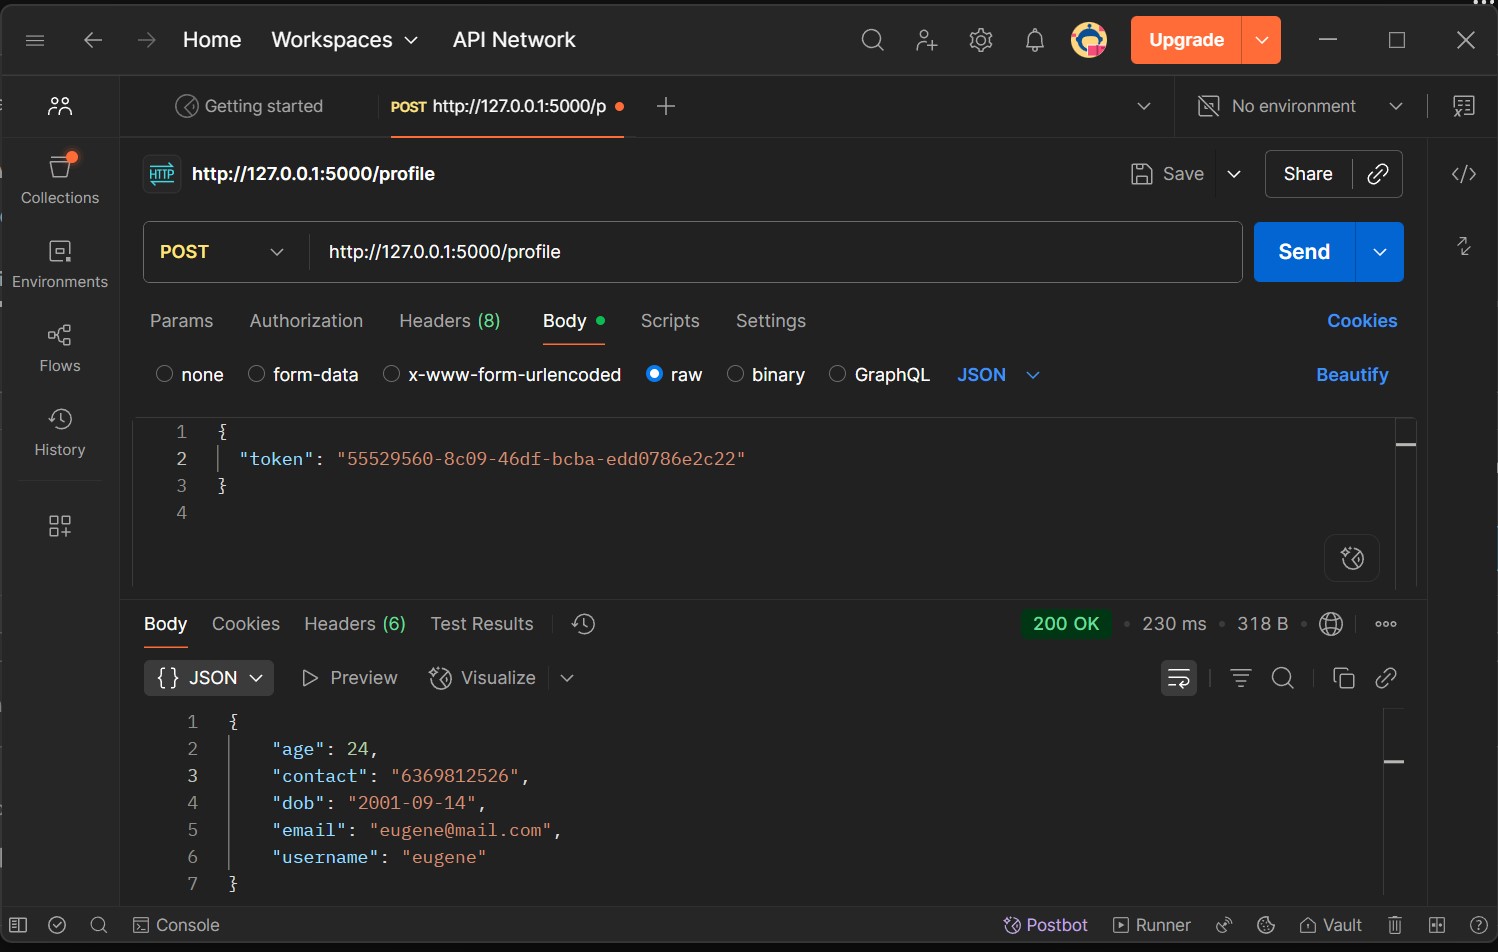 Home Workspaces API Network Upgrade
Getting started POST http://127.0.0.1:5000/p No environment
Collections
Environments
Flows
History
HTTP http://127.0.0.1:5000/profile Save Share
POST http://127.0.0.1:5000/profile Send
Params Authorization Headers (8) Body Scripts Settings Cookies
none form-data x-www-form-urlencoded raw binary GraphQL JSON Beautify
1 {
2 "token": "55529560-8c09-46df-bcba-edd0786e2c22"
3 }
4
Body Cookies Headers (6) Test Results 200 OK 230 ms 318 B
{} JSON Preview Visualize
1 {
2 "age": 24,
3 "contact": "6369812526",
4 "dob": "2001-09-14",
5 "email": "eugene@mail.com",
6 "username": "eugene"
7 }
Console Postbot Runner Vault